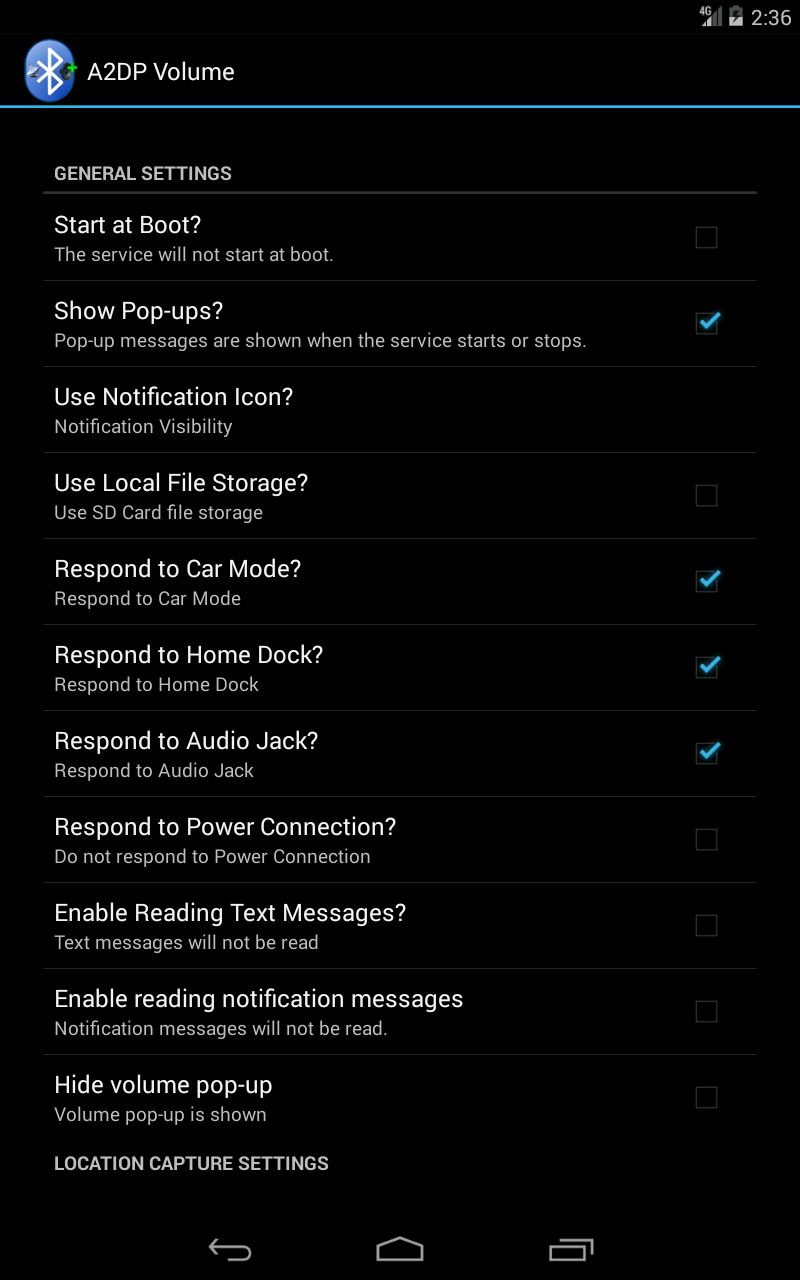 4G 2:36
A2DP Volume
GENERAL SETTINGS
Start at Boot?
The service will not start at boot.
Show Pop-ups?
Pop-up messages are shown when the service starts or stops.
Use Notification Icon?
Notification Visibility
Use Local File Storage?
Use SD Card file storage
Respond to Car Mode?
Respond to Car Mode
Respond to Home Dock?
Respond to Home Dock
Respond to Audio Jack?
Respond to Audio Jack
Respond to Power Connection?
Do not respond to Power Connection
Enable Reading Text Messages?
Text messages will not be read
Enable reading notification messages
Notification messages will not be read.
Hide volume pop-up
Volume pop-up is shown
LOCATION CAPTURE SETTINGS